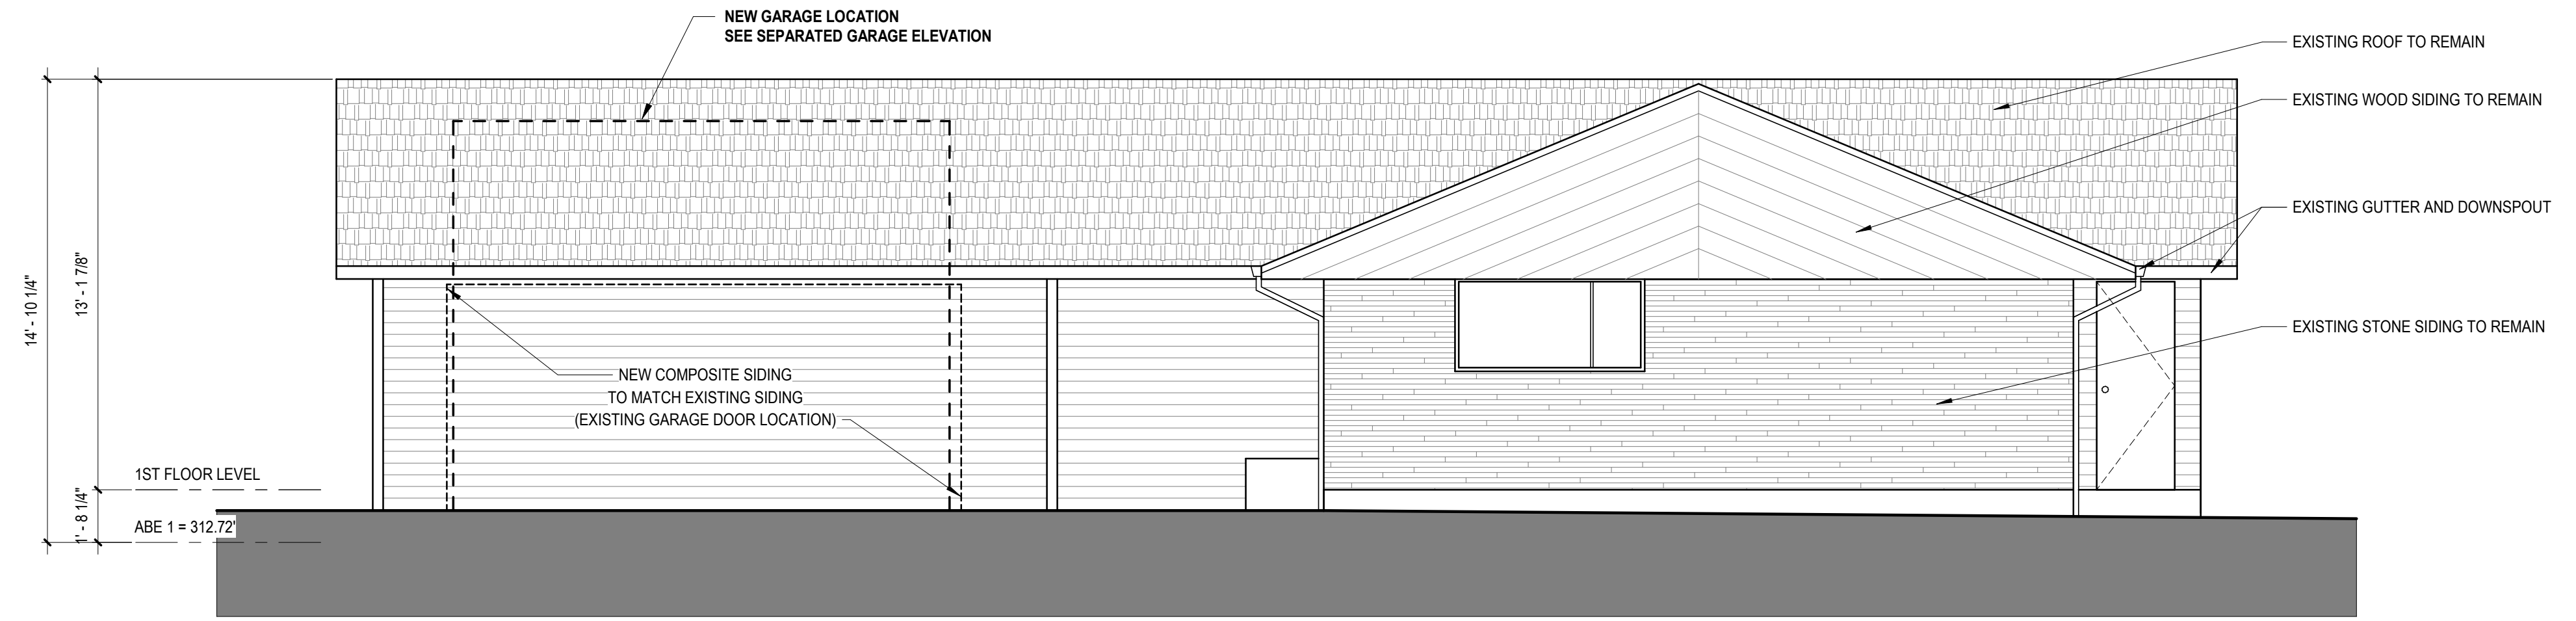 NEW GARAGE LOCATION
SEE SEPARATED GARAGE ELEVATION
EXISTING ROOF TO REMAIN
EXISTING WOOD SIDING TO REMAIN
EXISTING GUTTER AND DOWNSPOUT
EXISTING STONE SIDING TO REMAIN
14' - 10 1/4"
13' - 1 7/8"
1' - 8 1/4"
NEW COMPOSITE SIDING
TO MATCH EXISTING SIDING
(EXISTING GARAGE DOOR LOCATION)
1ST FLOOR LEVEL
ABE 1 = 312.72'